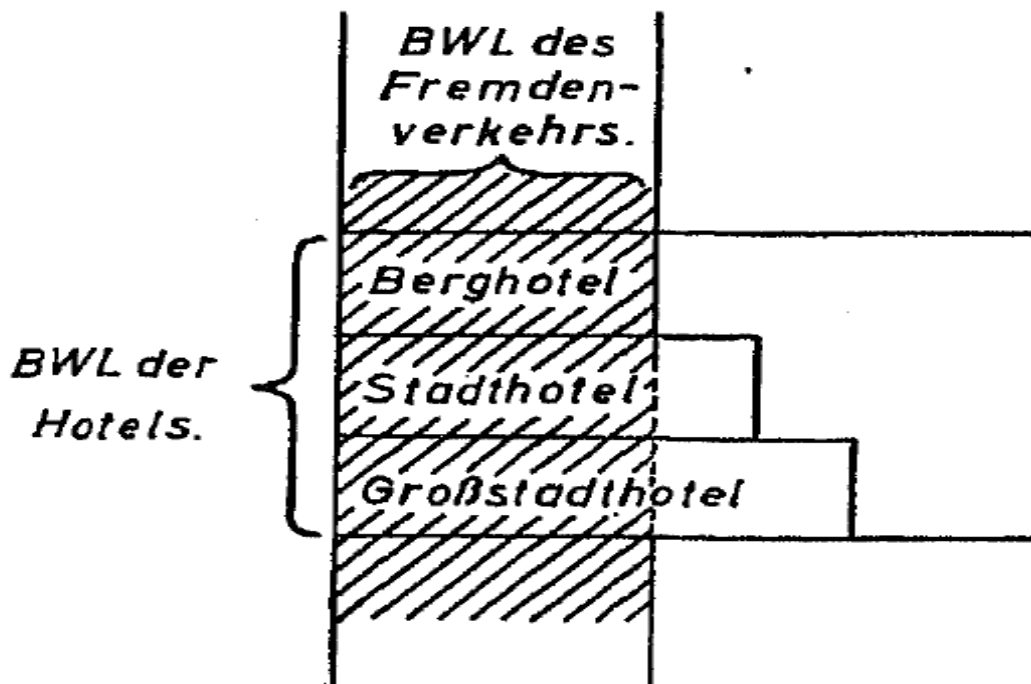 BWL des
Fremden-
verkehrs.
Berghotel
BWL der
Hotels.
Stadthotel
Großstadthotel